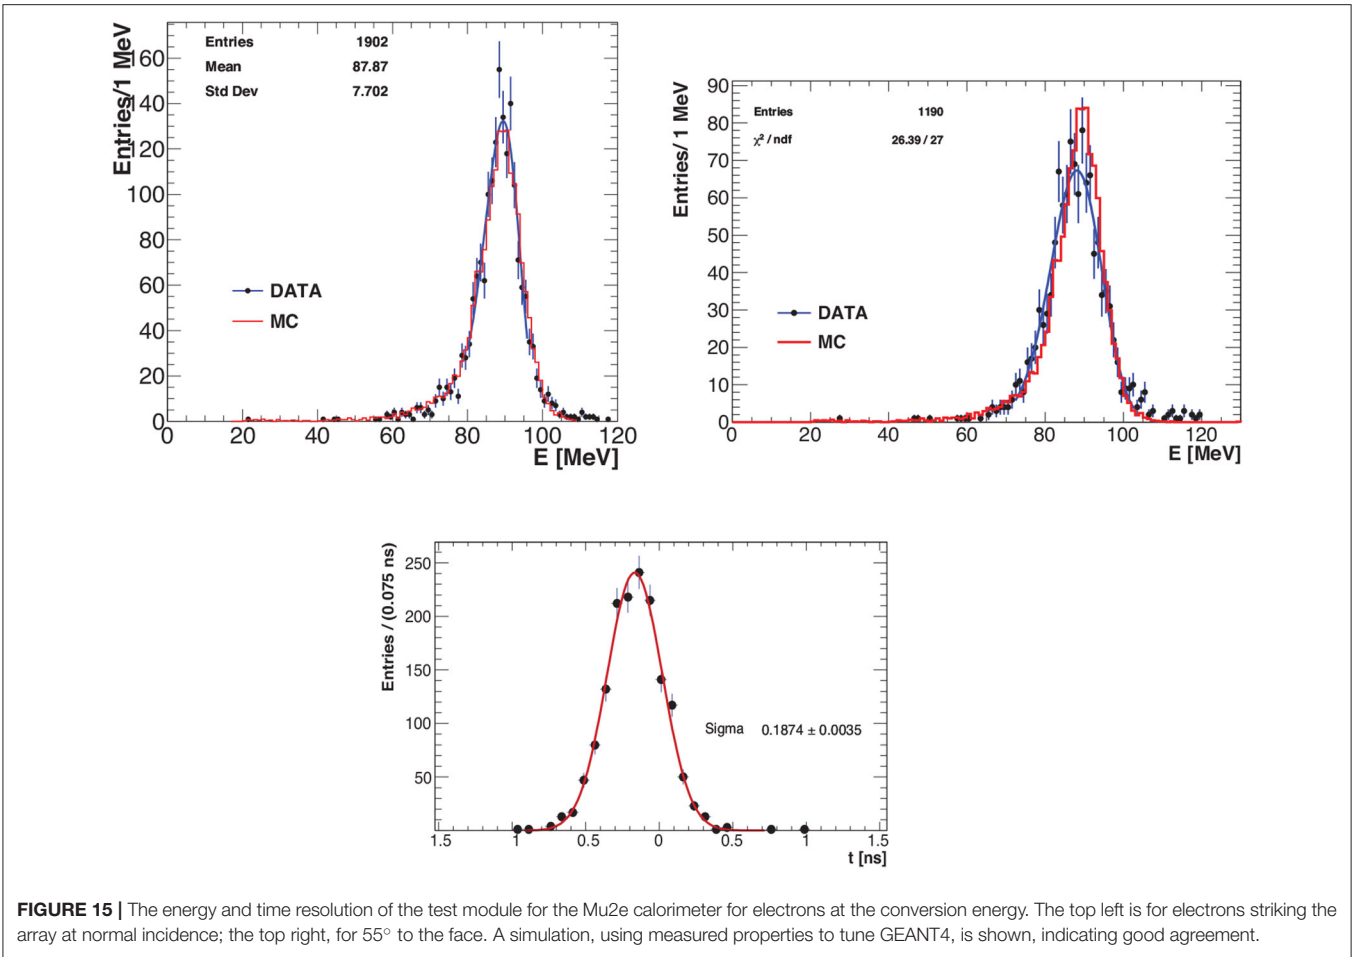 Entries/1 MeV
160
140
120
100
80
60
40
20
0
Entries 1902
Mean 87.87
Std Dev 7.702
DATA
MC
0 20 40 60 80 100 120
E [MeV]
Entries/ 1 MeV
90
80
70
60
50
40
30
20
10
0
Entries 1190
χ² / ndf 26.39 / 27
DATA
MC
0 20 40 60 80 100 120
E [MeV]
Entries / (0.075 ns)
250
200
150
100
50
Sigma 0.1874 ± 0.0035
1.5 1 0.5 0 0.5 1 1.5
t [ns]
FIGURE 15 | The energy and time resolution of the test module for the Mu2e calorimeter for electrons at the conversion energy. The top left is for electrons striking the
array at normal incidence; the top right, for 55° to the face. A simulation, using measured properties to tune GEANT4, is shown, indicating good agreement.